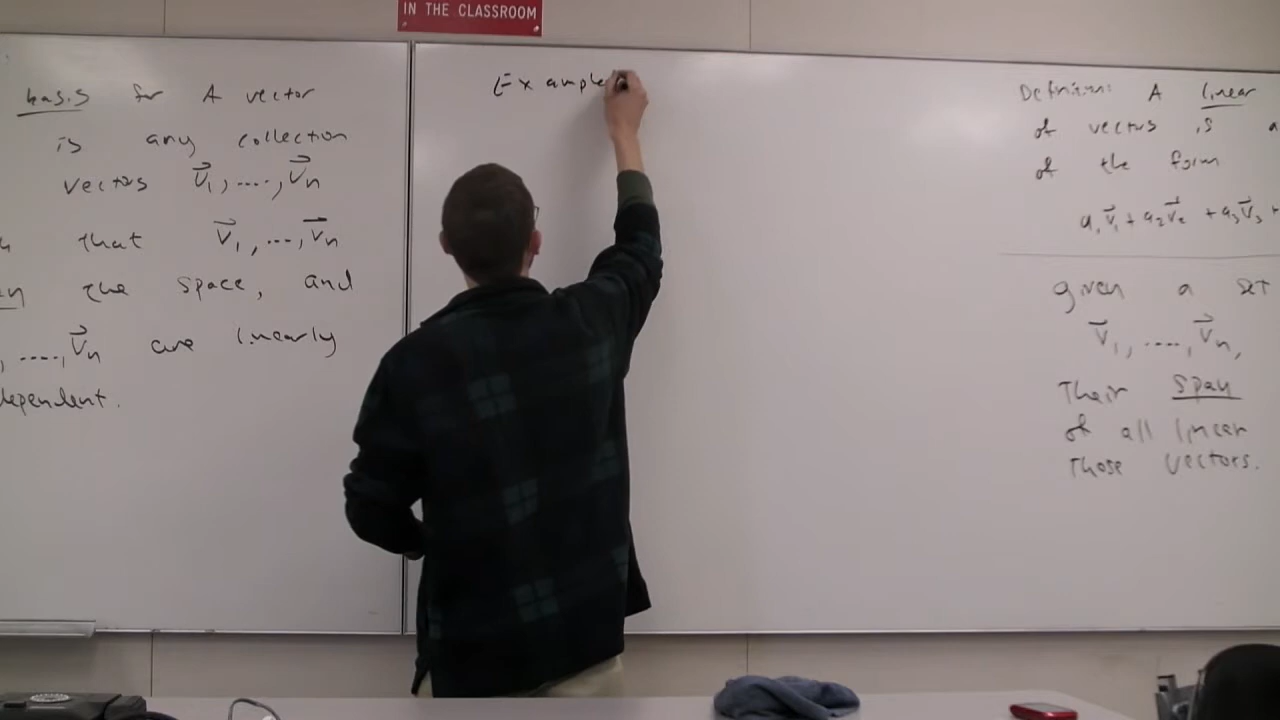 IN THE CLASSROOM
basis for A vector
is any collection
vectors v⃗₁, ...., v⃗ₙ
that v⃗₁, ..., v⃗ₙ
the space, and
, ...., v⃗ₙ are linearly
dependent.
Example
Definition: A linear
of vectors is a
of the form
a₁v⃗₁ + a₂v⃗₂ + a₃v⃗₃ +
given a set
v⃗₁, ...., v⃗ₙ,
Their span
of all linear
those vectors.